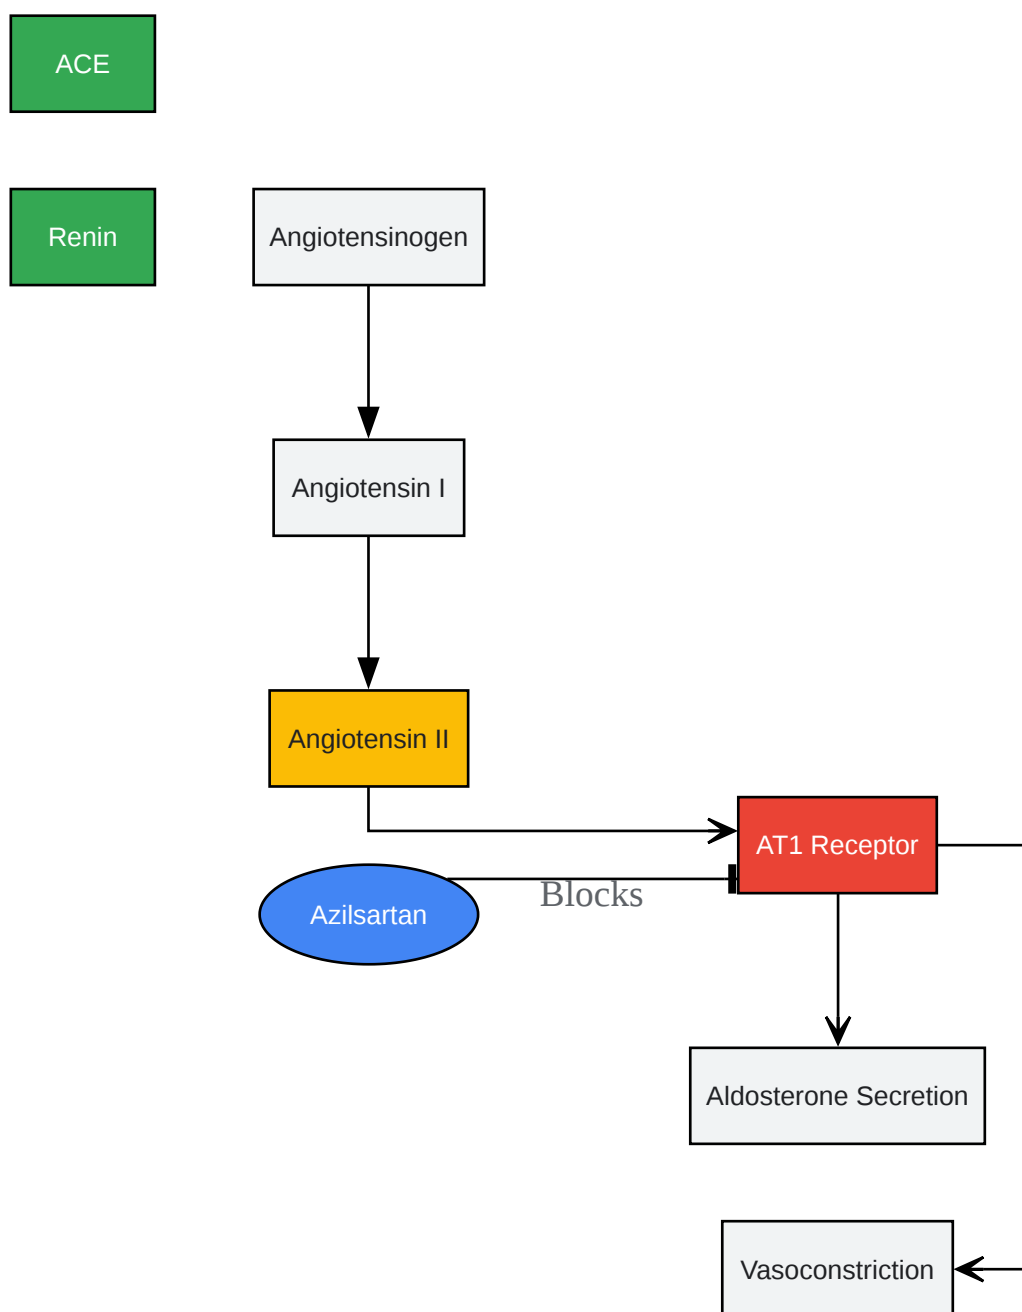 ACE
Renin
Angiotensinogen
Angiotensin I
Angiotensin II
AT1 Receptor
Blocks
Azilsartan
Aldosterone Secretion
Vasoconstriction